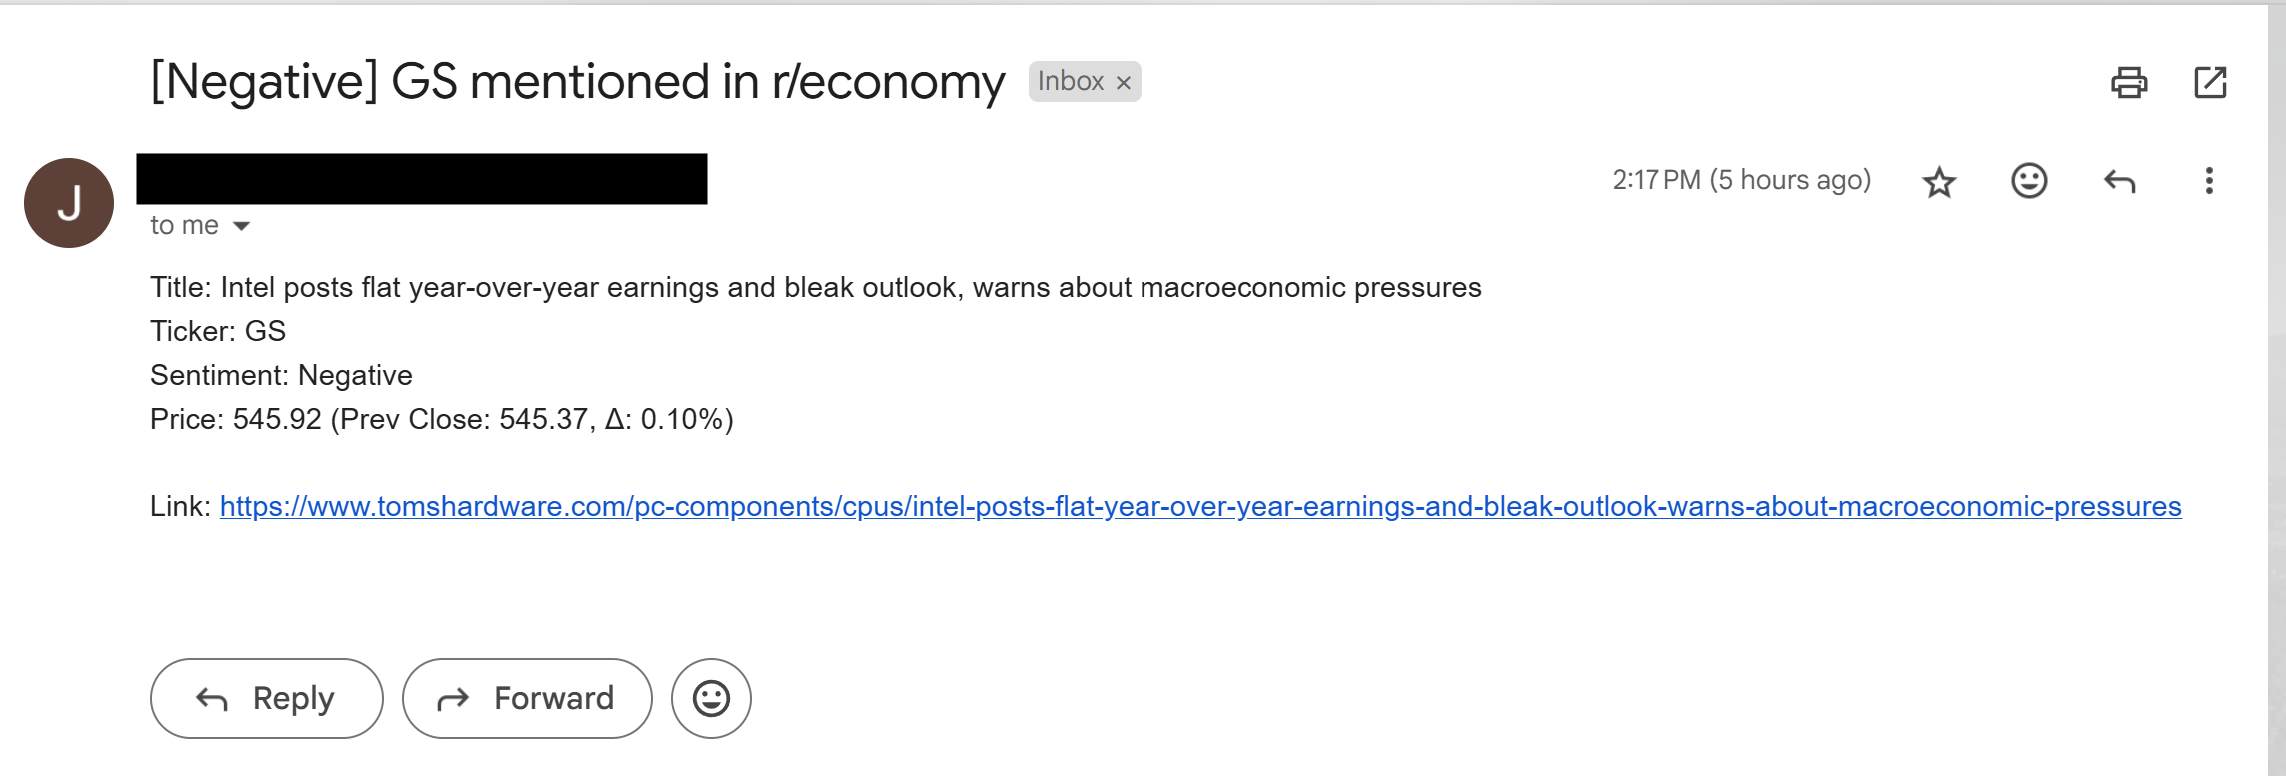 [Negative] GS mentioned in r/economy Inbox ×
J
2:17 PM (5 hours ago)
to me
Title: Intel posts flat year-over-year earnings and bleak outlook, warns about macroeconomic pressures
Ticker: GS
Sentiment: Negative
Price: 545.92 (Prev Close: 545.37, Δ: 0.10%)
Link: https://www.tomshardware.com/pc-components/cpus/intel-posts-flat-year-over-year-earnings-and-bleak-outlook-warns-about-macroeconomic-pressures
Reply Forward